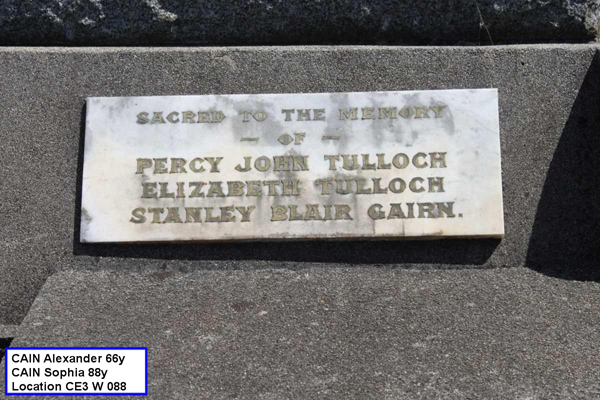 SACRED TO THE MEMORY
— OF —
PERCY JOHN TULLOCH
ELIZABETH TULLOCH
STANLEY BLAIR GAIRN.
CAIN Alexander 66y
CAIN Sophia 88y
Location CE3 W 088